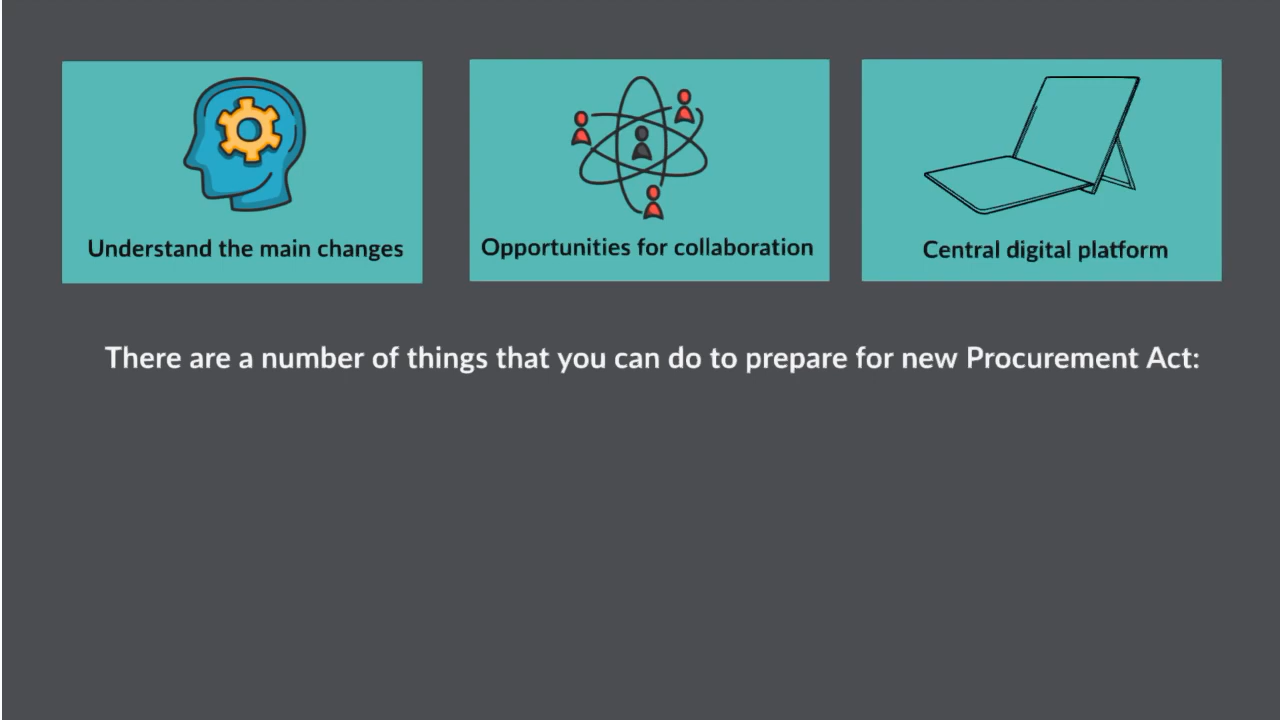 Understand the main changes
Opportunities for collaboration
Central digital platform
There are a number of things that you can do to prepare for new Procurement Act: